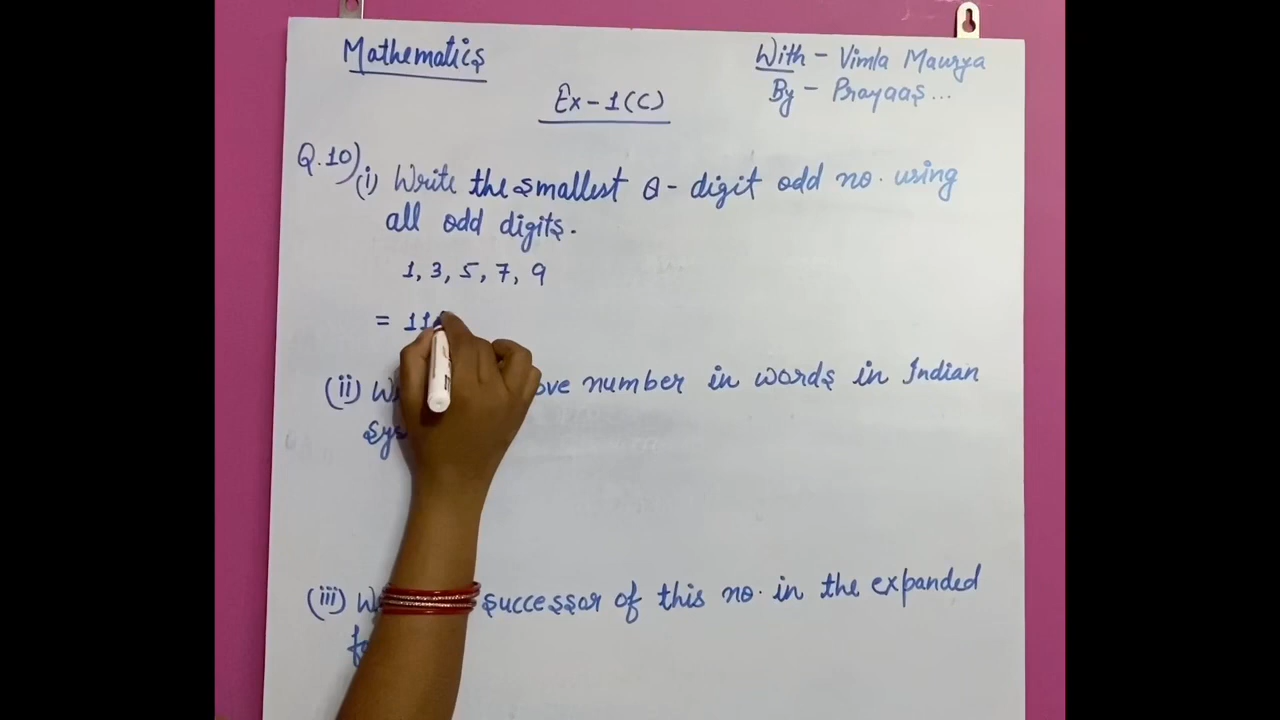 Mathematics
With - Vimla Maurya
By - Prayaas...
Ex-1(C)
Q.10) (i) Write the smallest 8-digit odd no. using
all odd digits.
1, 3, 5, 7, 9
= 11
(ii) number in words in Indian
(iii) successor of this no. in the expanded